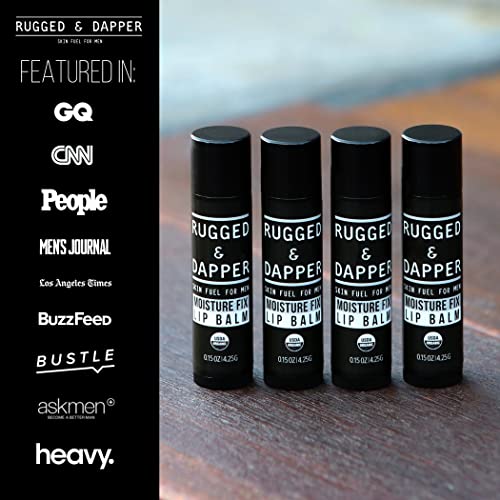 RUGGED & DAPPER
SKIN FUEL FOR MEN
FEATURED IN:
GQ
CNN
People
MEN'S JOURNAL
Los Angeles Times
BuzzFeed
BUSTLE
askmen
BECOME A BETTER MAN
heavy.
RUGGED
&
DAPPER
SKIN FUEL FOR MEN
MOISTURE FIX
LIP BALM
USDA
ORGANIC
0.15 OZ | 4.25G
RUGGED
&
DAPPER
SKIN FUEL FOR MEN
MOISTURE FIX
LIP BALM
USDA
ORGANIC
0.15 OZ | 4.25G
RUGGED
&
DAPPER
SKIN FUEL FOR MEN
MOISTURE FIX
LIP BALM
USDA
ORGANIC
0.15 OZ | 4.25G
RUGGED
&
DAPPER
SKIN FUEL FOR MEN
MOISTURE FIX
LIP BALM
USDA
ORGANIC
0.15 OZ | 4.25G